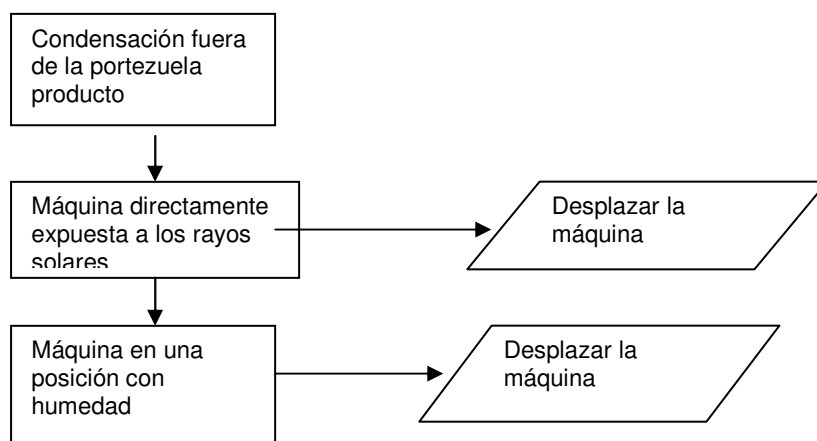 Condensación fuera
de la portezuela
producto
Máquina directamente
expuesta a los rayos
solares
Desplazar la
máquina
Máquina en una
posición con
humedad
Desplazar la
máquina